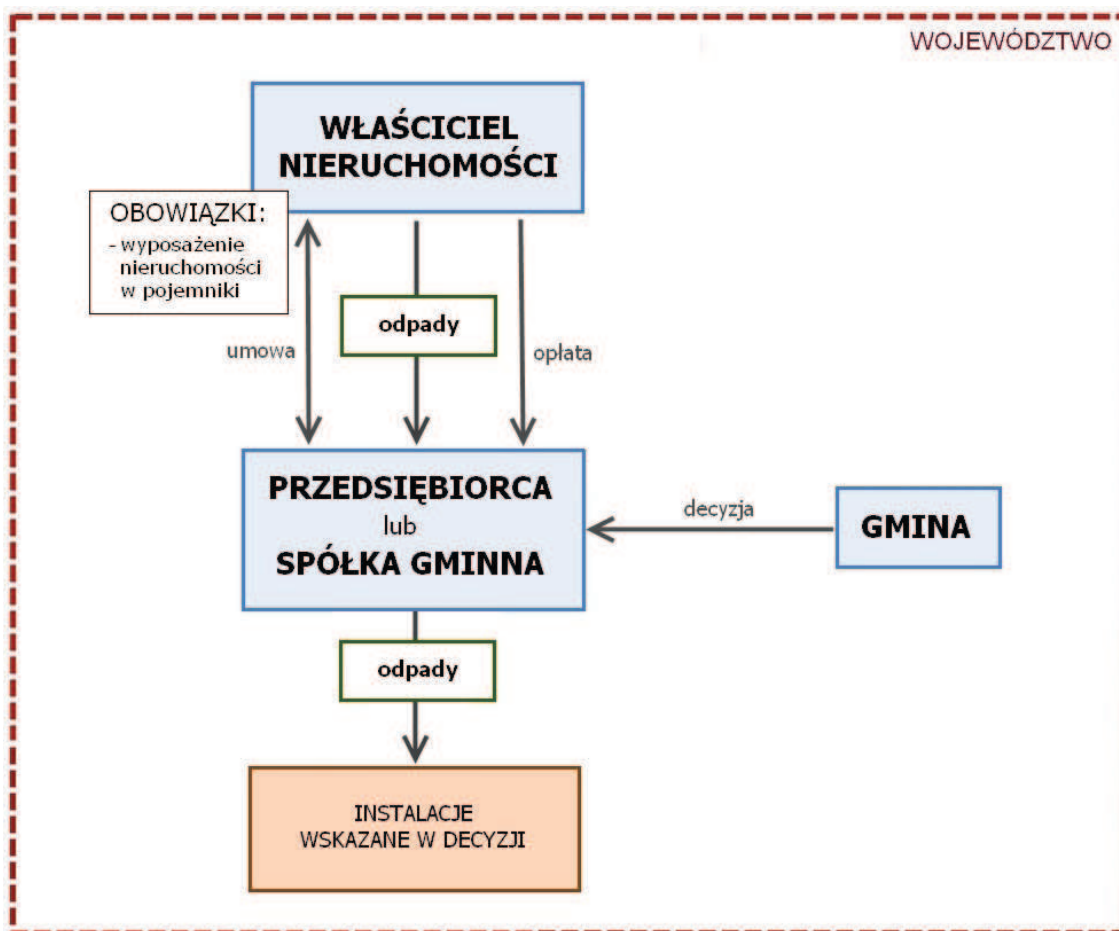 WOJEWÓDZTWO
WŁAŚCICIEL
NIERUCHOMOŚCI
OBOWIĄZKI:
- wyposażenie
nieruchomości
w pojemniki
umowa
odpady
opłata
PRZEDSIĘBIORCA
lub
SPÓŁKA GMINNA
decyzja
GMINA
odpady
INSTALACJE
WSKAZANE W DECYZJI